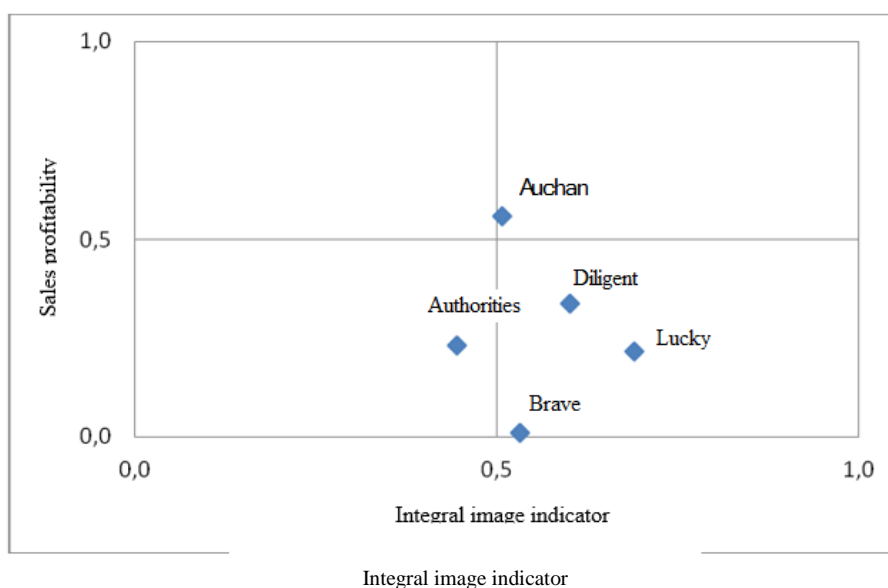 1,0
Auchan
Sales profitability
0,5
Diligent
Authorities
Lucky
Brave
0,0
0,0
0,5
1,0
Integral image indicator
Integral image indicator